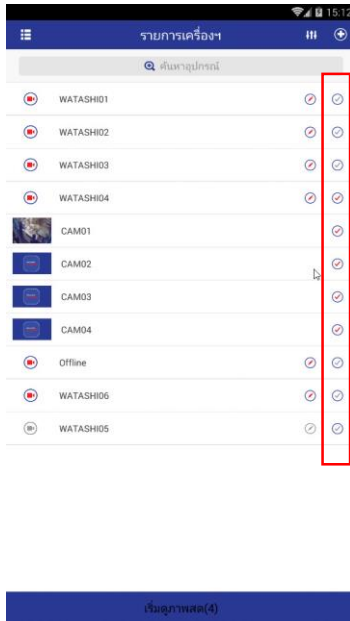 15:12
รายการเครื่องฯ
ค้นหาอุปกรณ์
WATASHI01
WATASHI02
WATASHI03
WATASHI04
CAM01
CAM02
CAM03
CAM04
Offline
WATASHI06
WATASHI05
เริ่มดูภาพสด(4)